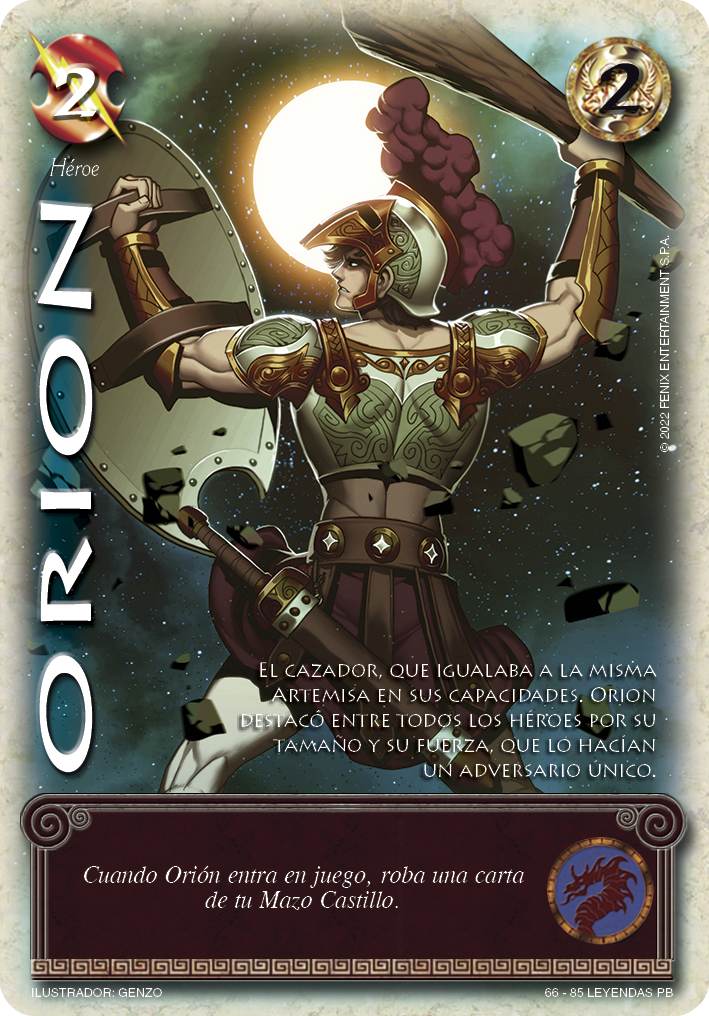 2
2
Héroe
ORION
© 2022 FENIX ENTERTAINMENT S.P.A.
EL CAZADOR, QUE IGUALABA A LA MISMA
ARTEMISA EN SUS CAPACIDADES. ORION
DESTACÓ ENTRE TODOS LOS HÉROES POR SU
TAMAÑO Y SU FUERZA, QUE LO HACÍAN
UN ADVERSARIO ÚNICO.
Cuando Orión entra en juego, roba una carta
de tu Mazo Castillo.
ILUSTRADOR: GENZO
66 - 85 LEYENDAS PB